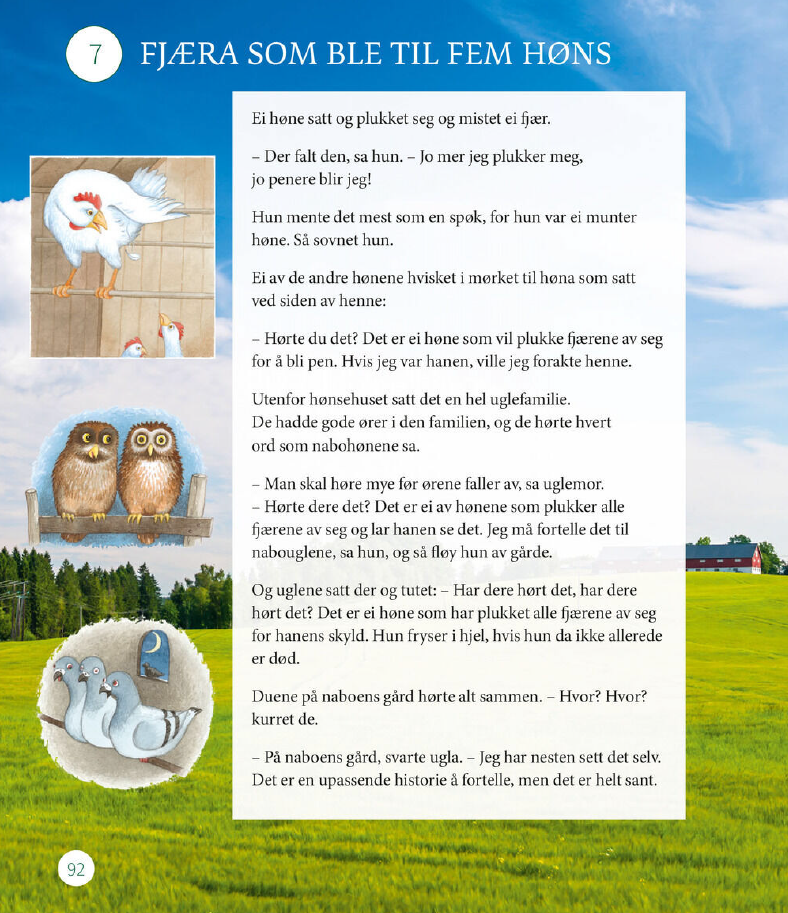 7 FJÆRA SOM BLE TIL FEM HØNS
Ei høne satt og plukket seg og mistet ei fjær.
– Der falt den, sa hun. – Jo mer jeg plukker meg,
jo penere blir jeg!
Hun mente det mest som en spøk, for hun var ei munter
høne. Så sovnet hun.
Ei av de andre hønene hvisket i mørket til høna som satt
ved siden av henne:
– Hørte du det? Det er ei høne som vil plukke fjærene av seg
for å bli pen. Hvis jeg var hanen, ville jeg forakte henne.
Utenfor hønsehuset satt det en hel uglefamilie.
De hadde gode ører i den familien, og de hørte hvert
ord som nabohønene sa.
– Man skal høre mye før ørene faller av, sa uglemor.
– Hørte dere det? Det er ei av hønene som plukker alle
fjærene av seg og lar hanen se det. Jeg må fortelle det til
nabouglene, sa hun, og så fløy hun av gårde.
Og uglene satt der og tutet: – Har dere hørt det, har dere
hørt det? Det er ei høne som har plukket alle fjærene av seg
for hanens skyld. Hun fryser i hjel, hvis hun da ikke allerede
er død.
Duene på naboens gård hørte alt sammen. – Hvor? Hvor?
kurret de.
– På naboens gård, svarte ugla. – Jeg har nesten sett det selv.
Det er en upassende historie å fortelle, men det er helt sant.
92